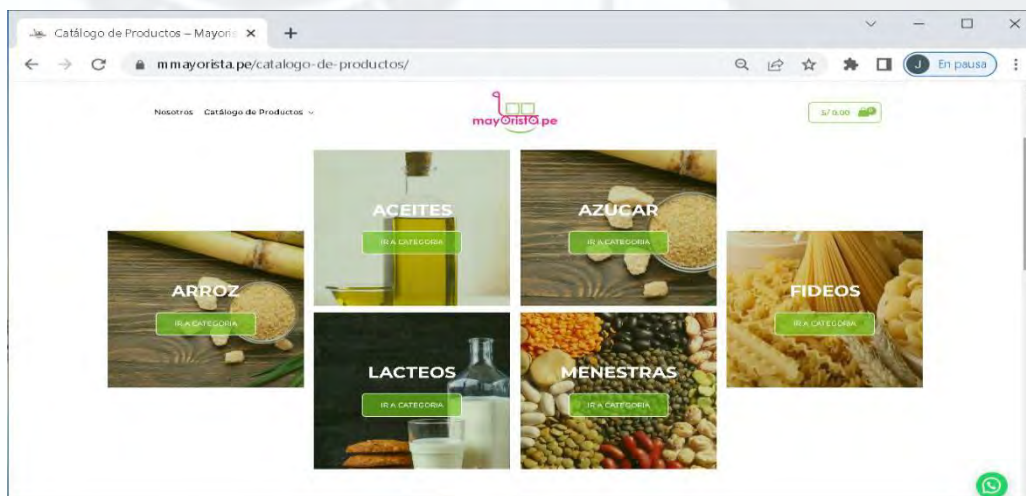 Catálogo de Productos – Mayoris
mmayorista.pe/catalogo-de-productos/
J En pausa
Nosotros Catálogo de Productos
mayorista.pe
S/ 0.00
ACEITES
IR A CATEGORIA
AZUCAR
IR A CATEGORIA
ARROZ
IR A CATEGORIA
FIDEOS
IR A CATEGORIA
LACTEOS
IR A CATEGORIA
MENESTRAS
IR A CATEGORIA